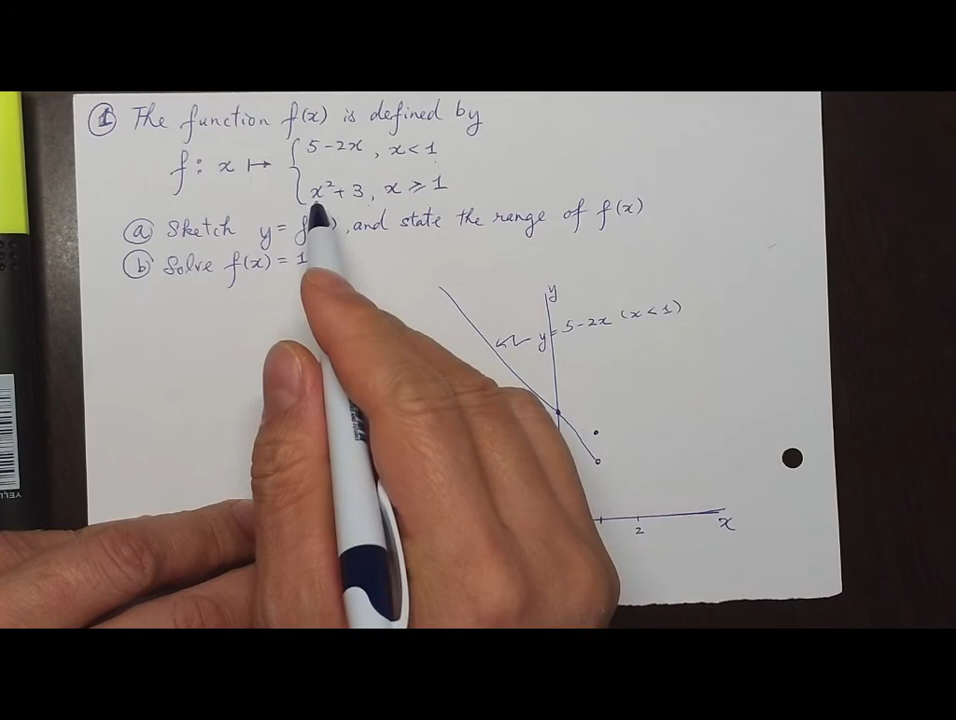 ① The function f(x) is defined by
f: x ↦ { 5-2x , x < 1
x²+3 , x ⩾ 1
ⓐ Sketch y = , and state the range of f(x)
ⓑ Solve f(x) = 1
y
y = 5-2x (x < 1)
2
x